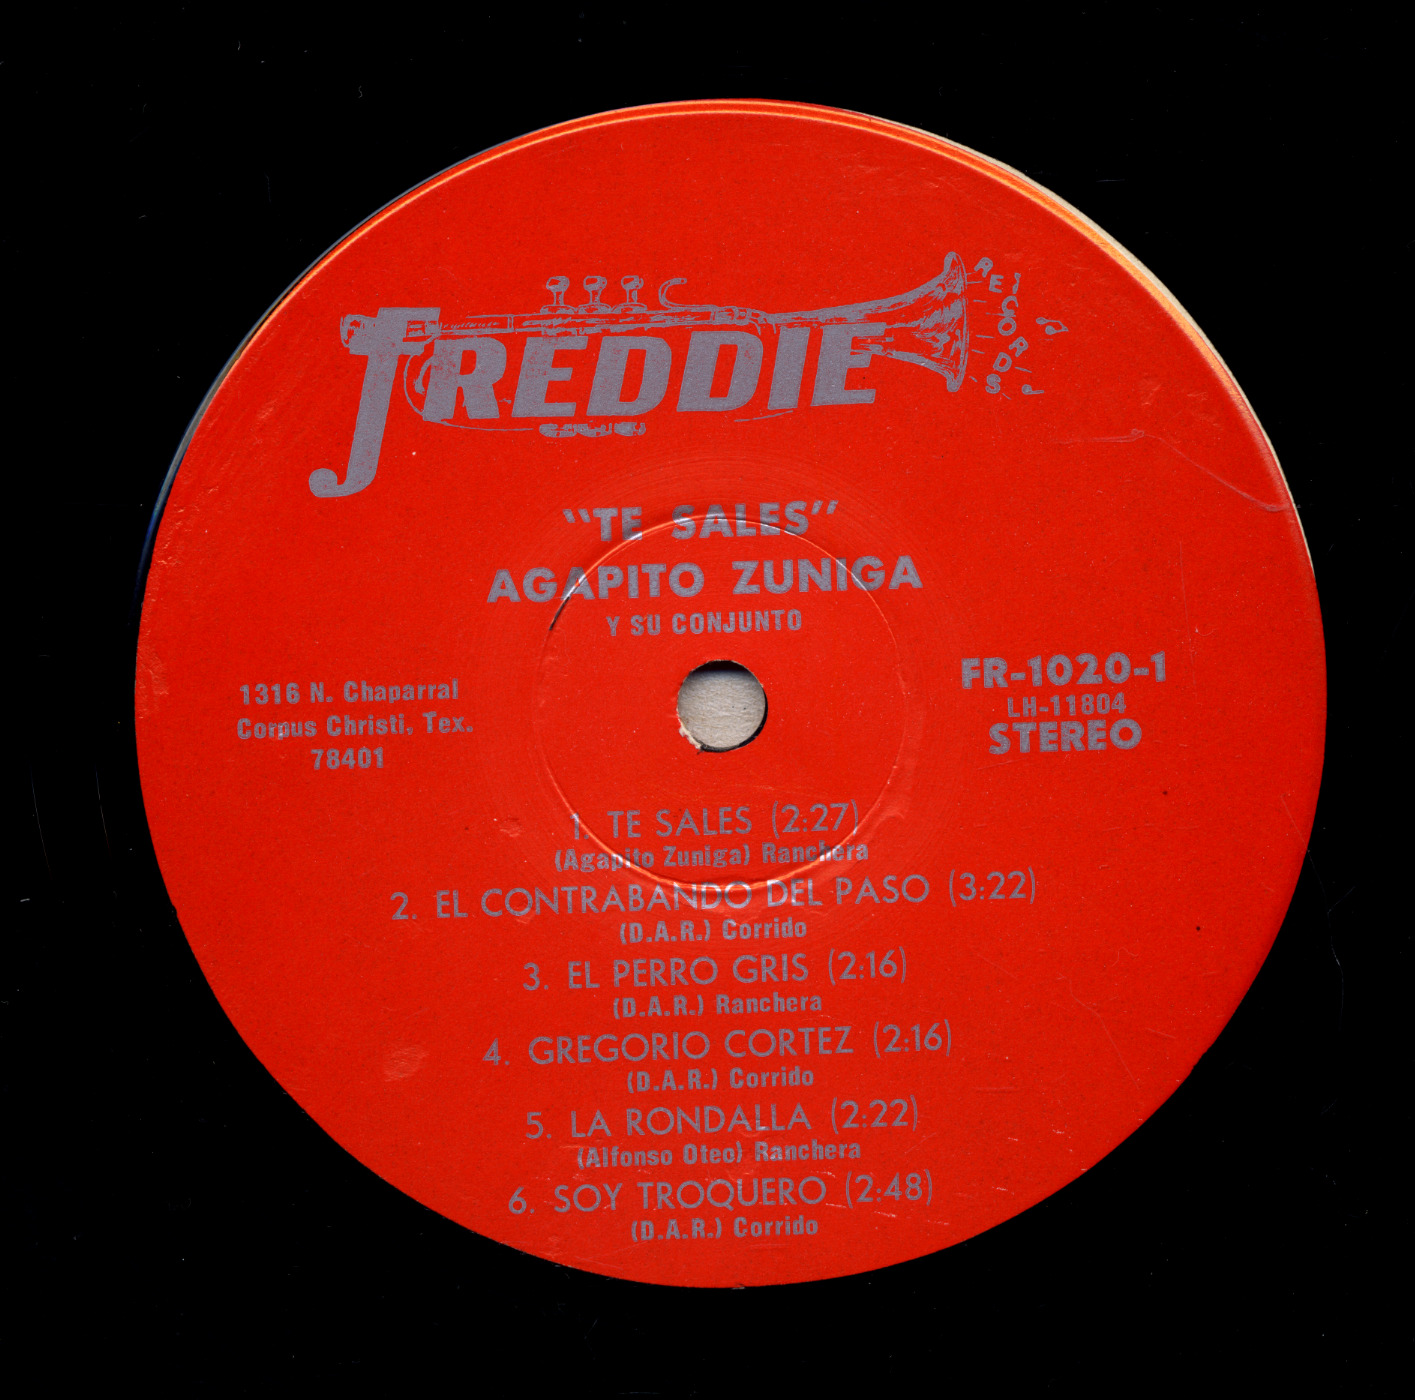 FREDDIE
RECORDS
"TE SALES"
AGAPITO ZUNIGA
Y SU CONJUNTO
1316 N. Chaparral
Corpus Christi, Tex.
78401
FR-1020-1
LH-11804
STEREO
1. TE SALES (2:27)
(Agapito Zuniga) Ranchera
2. EL CONTRABANDO DEL PASO (3:22)
(D.A.R.) Corrido
3. EL PERRO GRIS (2:16)
(D.A.R.) Ranchera
4. GREGORIO CORTEZ (2:16)
(D.A.R.) Corrido
5. LA RONDALLA (2:22)
(Alfonso Oteo) Ranchera
6. SOY TROQUERO (2:48)
(D.A.R.) Corrido